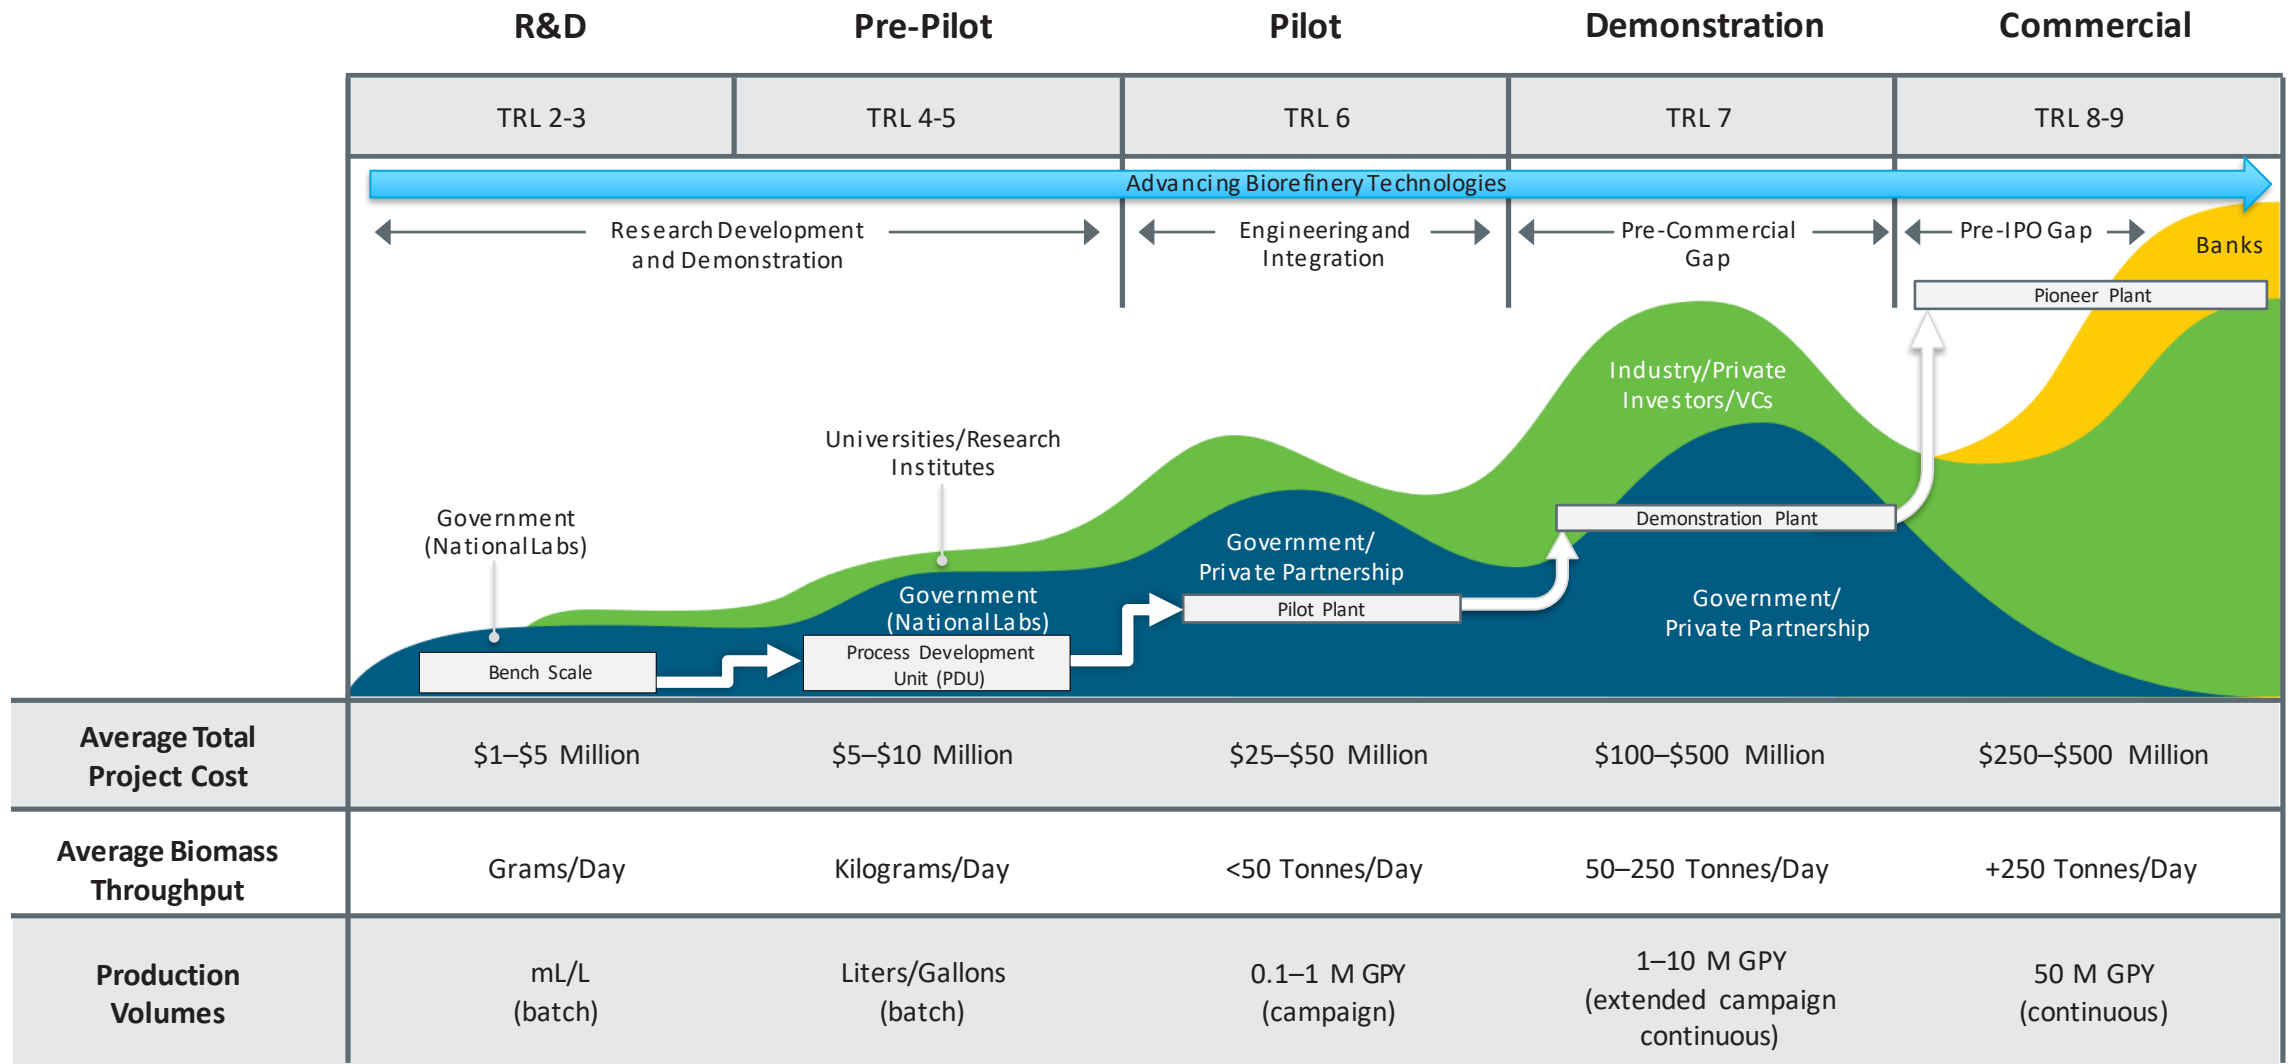 R&D
Pre-Pilot
Pilot
Demonstration
Commercial
TRL 2-3
TRL 4-5
TRL 6
TRL 7
TRL 8-9
Advancing Biorefinery Technologies
Research Development
and Demonstration
Engineering and
Integration
Pre-Commercial
Gap
Pre-IPO Gap
Banks
Pioneer Plant
Industry/Private
Investors/VCs
Universities/Research
Institutes
Government
(National Labs)
Demonstration Plant
Government/
Private Partnership
Government
(National Labs)
Pilot Plant
Government/
Private Partnership
Process Development
Unit (PDU)
Bench Scale
Average Total
Project Cost
$1–$5 Million
$5–$10 Million
$25–$50 Million
$100–$500 Million
$250–$500 Million
Average Biomass
Throughput
Grams/Day
Kilograms/Day
<50 Tonnes/Day
50–250 Tonnes/Day
+250 Tonnes/Day
Production
Volumes
mL/L
(batch)
Liters/Gallons
(batch)
0.1–1 M GPY
(campaign)
1–10 M GPY
(extended campaign
continuous)
50 M GPY
(continuous)